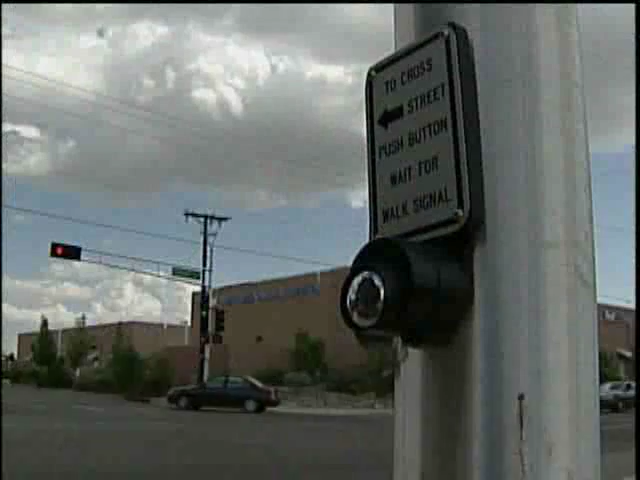 TO CROSS
STREET
PUSH BUTTON
WAIT FOR
WALK SIGNAL